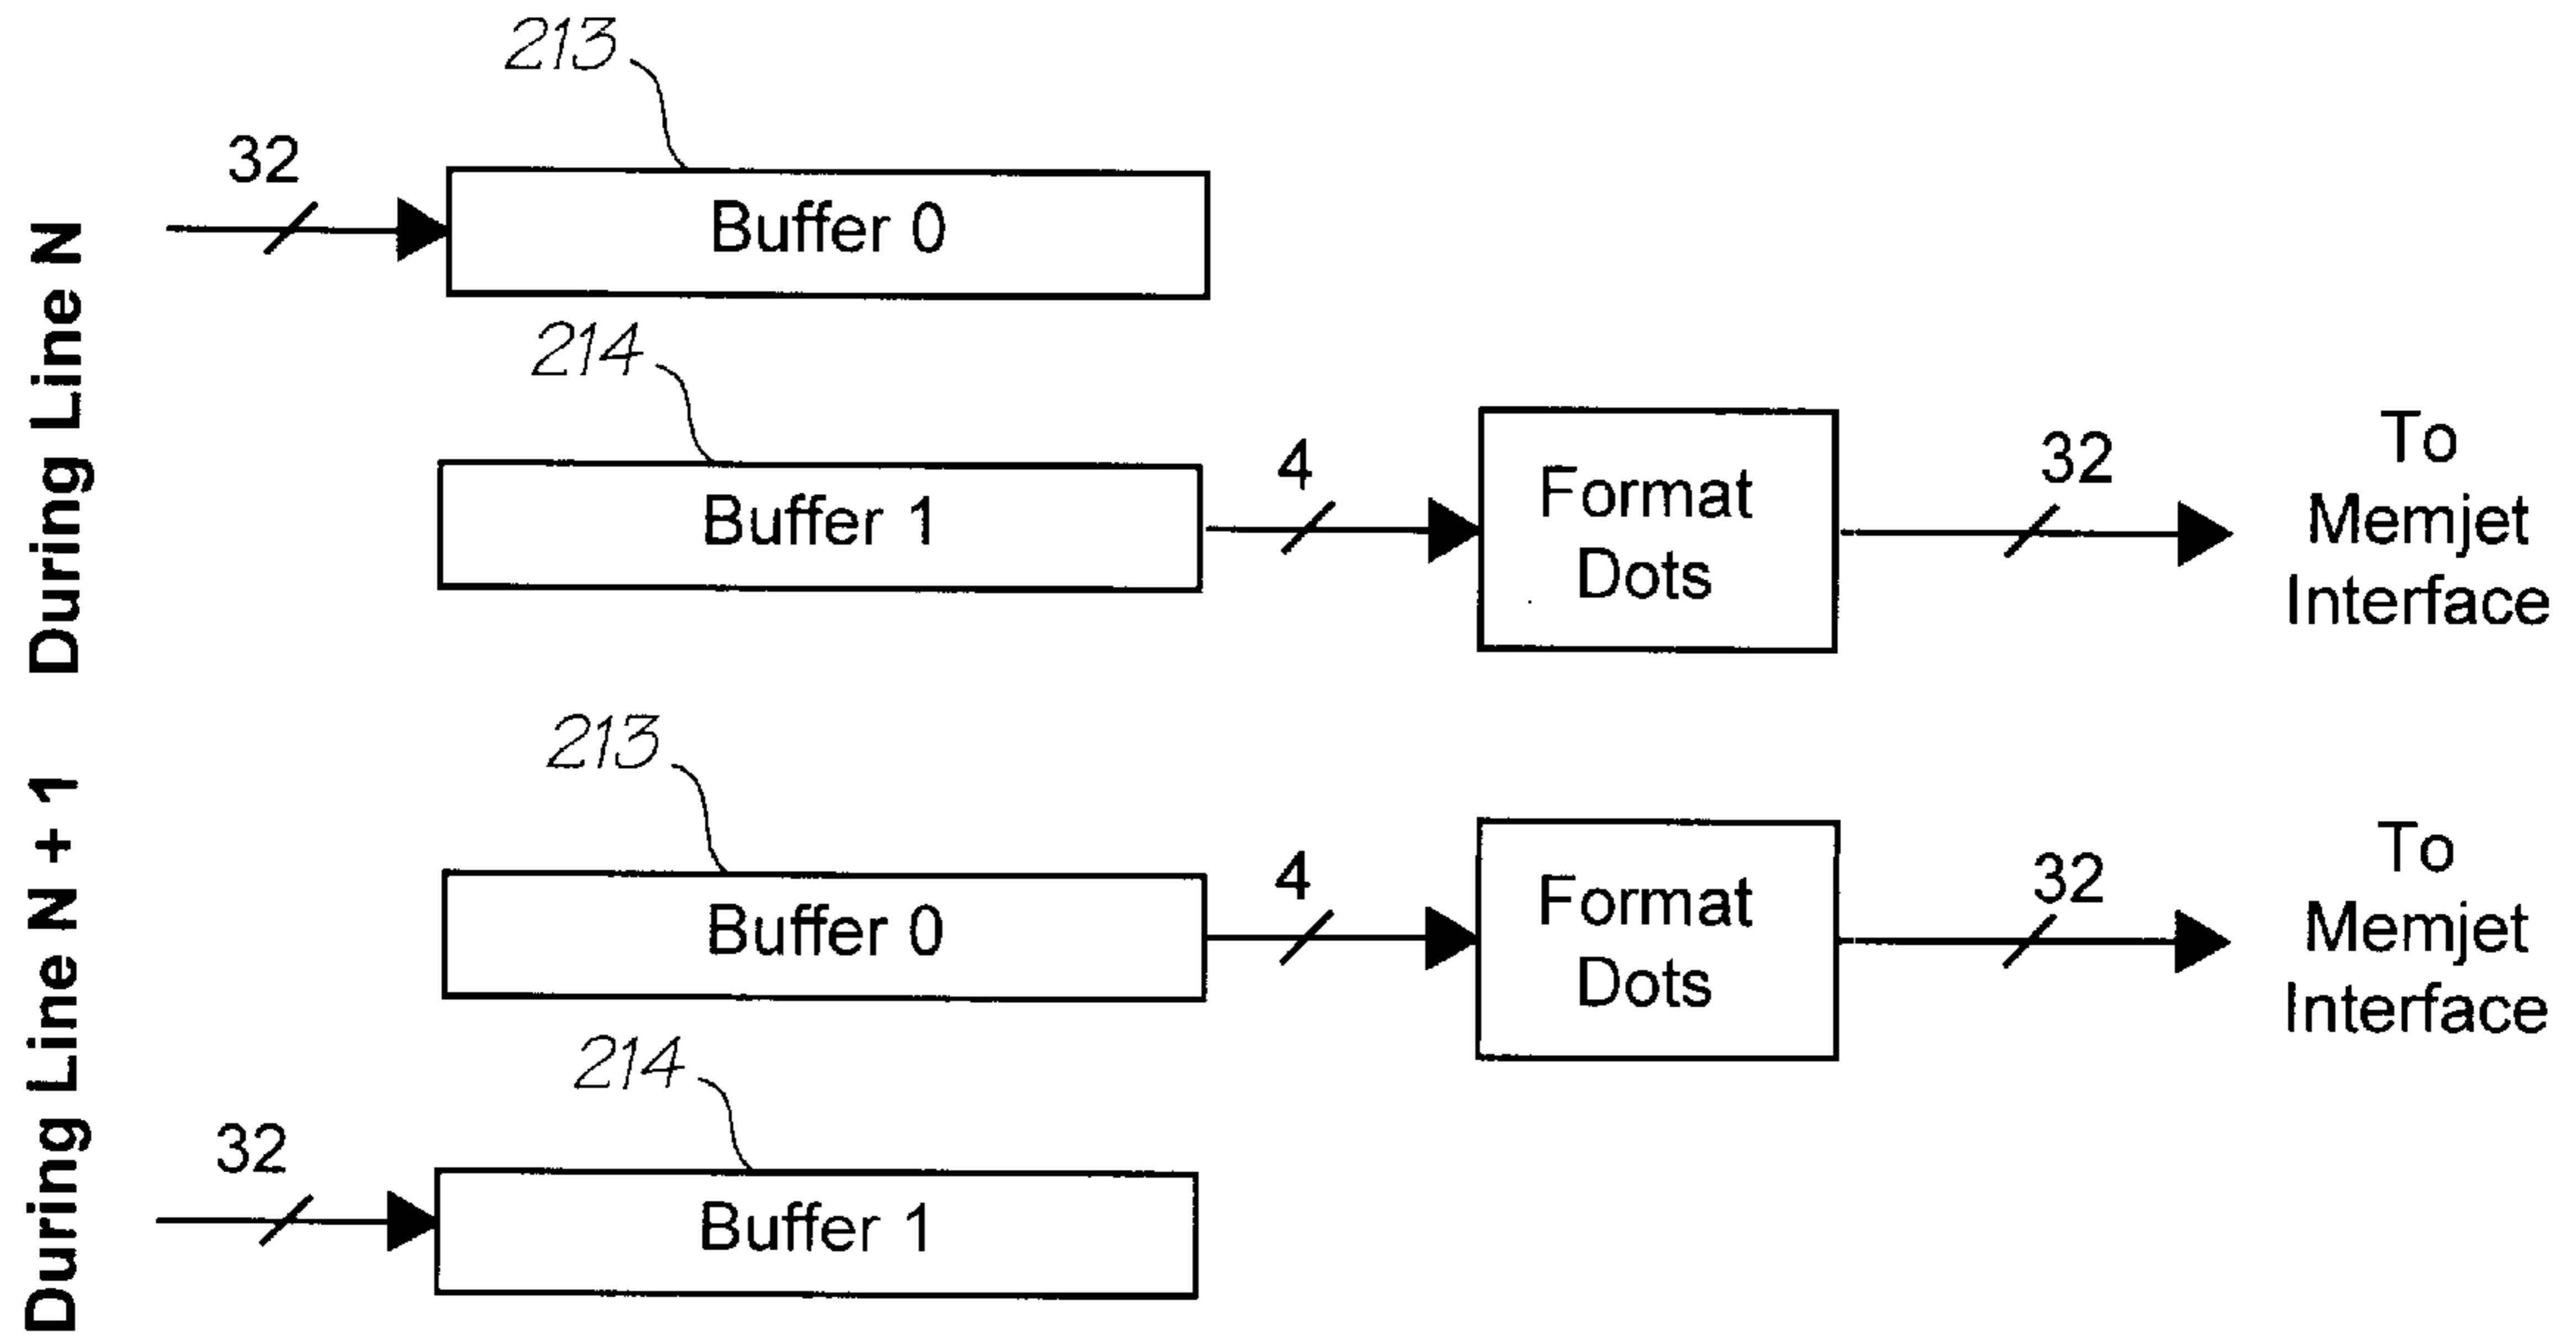 During Line N
213
32
Buffer 0
214
Buffer 1
4
Format
Dots
32
To
Memjet
Interface
During Line N + 1
213
Buffer 0
4
Format
Dots
32
To
Memjet
Interface
214
32
Buffer 1